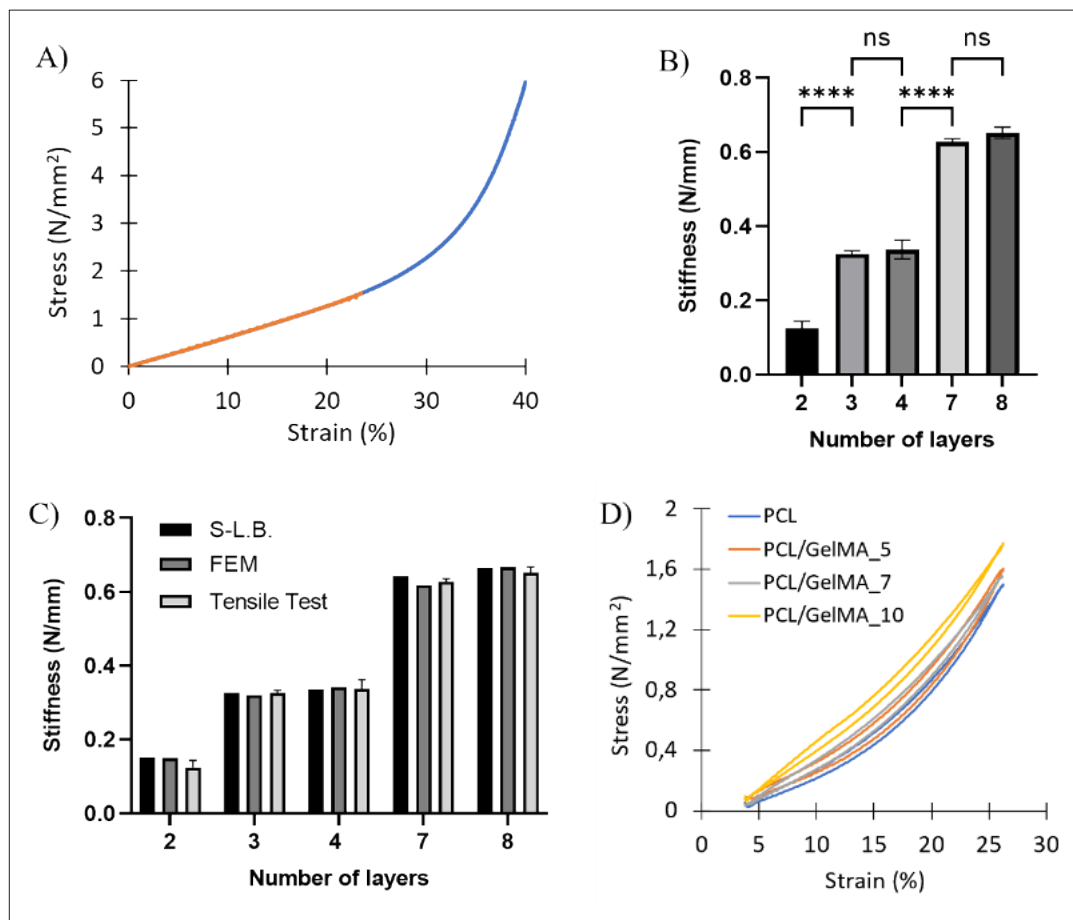 A)
Stress (N/mm²)
6
5
4
3
2
1
0
0 10 20 30 40
Strain (%)
B)
ns ns
**** ****
Stiffness (N/mm)
0.8
0.6
0.4
0.2
0.0
2 3 4 7 8
Number of layers
C)
S-L.B.
FEM
Tensile Test
Stiffness (N/mm)
0.8
0.6
0.4
0.2
0.0
2 3 4 7 8
Number of layers
D)
PCL
PCL/GelMA_5
PCL/GelMA_7
PCL/GelMA_10
Stress (N/mm²)
2
1,6
1,2
0,8
0,4
0
0 5 10 15 20 25 30
Strain (%)